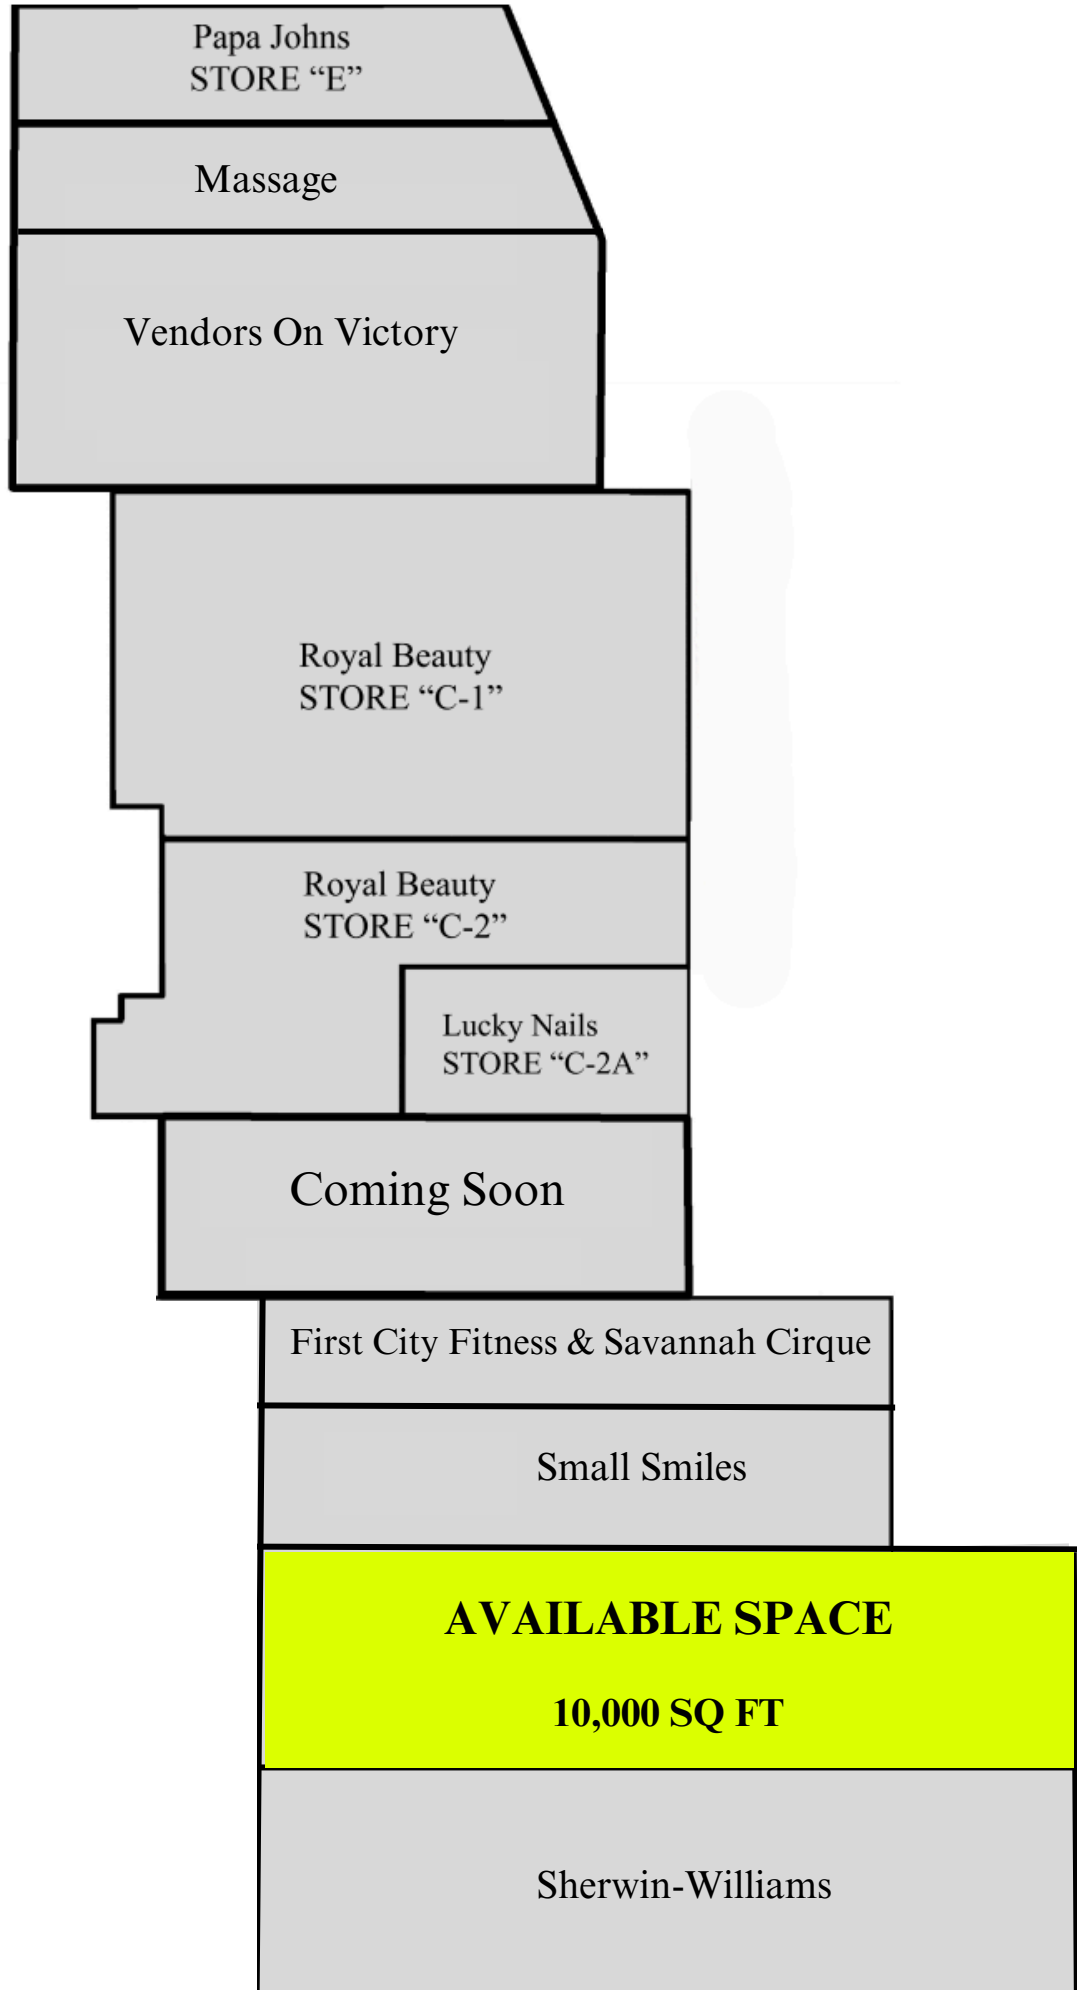 Papa Johns
STORE “E”
Massage
Vendors On Victory
Royal Beauty
STORE “C-1”
Royal Beauty
STORE “C-2”
Lucky Nails
STORE “C-2A”
Coming Soon
First City Fitness & Savannah Cirque
Small Smiles
AVAILABLE SPACE
10,000 SQ FT
Sherwin-Williams